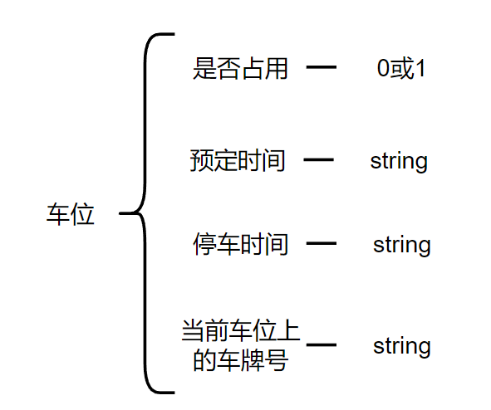 是否占用 — 0或1
预定时间 — string
车位
停车时间 — string
当前车位上
的车牌号 — string